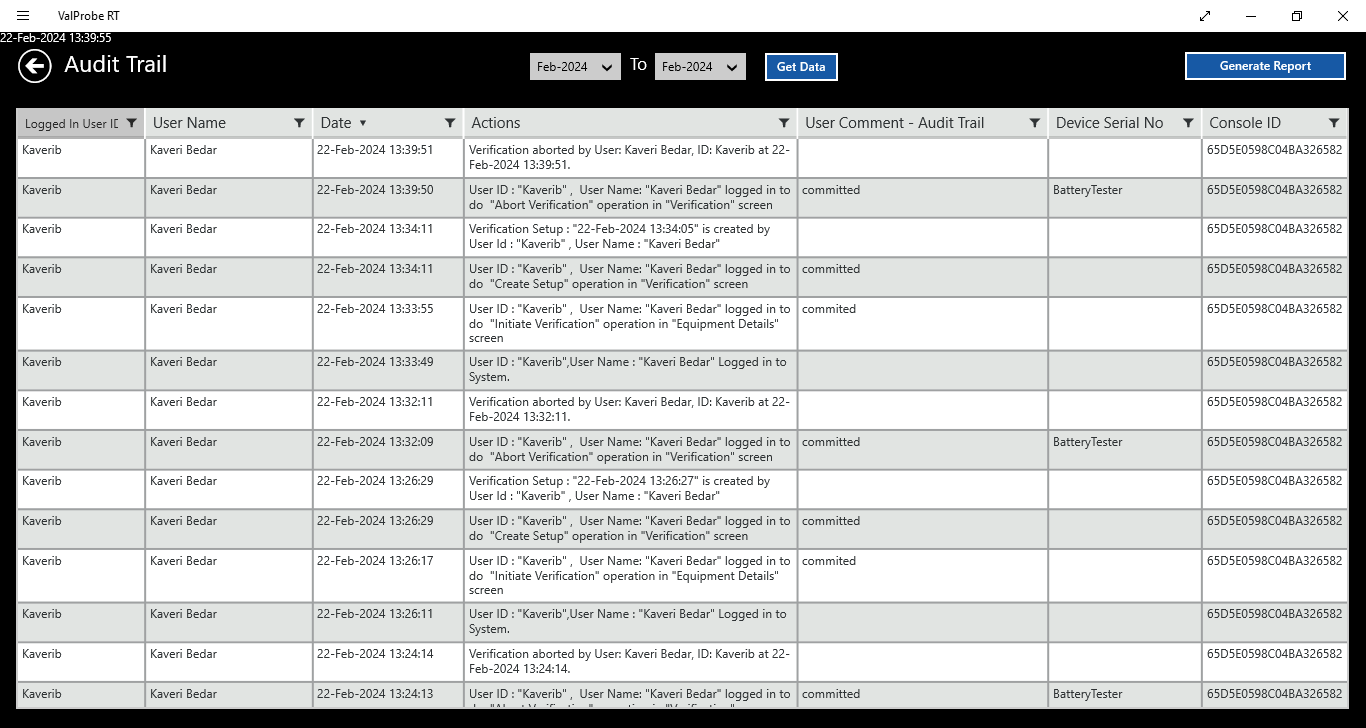 ValProbe RT
22-Feb-2024 13:39:55
Audit Trail
Feb-2024 To Feb-2024 Get Data Generate Report
Logged In User ID User Name Date Actions User Comment - Audit Trail Device Serial No Console ID
Kaverib Kaveri Bedar 22-Feb-2024 13:39:51 Verification aborted by User: Kaveri Bedar, ID: Kaverib at 22- 65D5E0598C04BA326582
Feb-2024 13:39:51.
Kaverib Kaveri Bedar 22-Feb-2024 13:39:50 User ID : "Kaverib" , User Name: "Kaveri Bedar" logged in to committed BatteryTester 65D5E0598C04BA326582
do "Abort Verification" operation in "Verification" screen
Kaverib Kaveri Bedar 22-Feb-2024 13:34:11 Verification Setup : "22-Feb-2024 13:34:05" is created by 65D5E0598C04BA326582
User Id : "Kaverib" , User Name : "Kaveri Bedar"
Kaverib Kaveri Bedar 22-Feb-2024 13:34:11 User ID : "Kaverib" , User Name: "Kaveri Bedar" logged in to committed 65D5E0598C04BA326582
do "Create Setup" operation in "Verification" screen
Kaverib Kaveri Bedar 22-Feb-2024 13:33:55 User ID : "Kaverib" , User Name: "Kaveri Bedar" logged in to commited 65D5E0598C04BA326582
do "Initiate Verification" operation in "Equipment Details"
screen
Kaverib Kaveri Bedar 22-Feb-2024 13:33:49 User ID : "Kaverib",User Name : "Kaveri Bedar" Logged in to 65D5E0598C04BA326582
System.
Kaverib Kaveri Bedar 22-Feb-2024 13:32:11 Verification aborted by User: Kaveri Bedar, ID: Kaverib at 22- 65D5E0598C04BA326582
Feb-2024 13:32:11.
Kaverib Kaveri Bedar 22-Feb-2024 13:32:09 User ID : "Kaverib" , User Name: "Kaveri Bedar" logged in to committed BatteryTester 65D5E0598C04BA326582
do "Abort Verification" operation in "Verification" screen
Kaverib Kaveri Bedar 22-Feb-2024 13:26:29 Verification Setup : "22-Feb-2024 13:26:27" is created by 65D5E0598C04BA326582
User Id : "Kaverib" , User Name : "Kaveri Bedar"
Kaverib Kaveri Bedar 22-Feb-2024 13:26:29 User ID : "Kaverib" , User Name: "Kaveri Bedar" logged in to committed 65D5E0598C04BA326582
do "Create Setup" operation in "Verification" screen
Kaverib Kaveri Bedar 22-Feb-2024 13:26:17 User ID : "Kaverib" , User Name: "Kaveri Bedar" logged in to commited 65D5E0598C04BA326582
do "Initiate Verification" operation in "Equipment Details"
screen
Kaverib Kaveri Bedar 22-Feb-2024 13:26:11 User ID : "Kaverib",User Name : "Kaveri Bedar" Logged in to 65D5E0598C04BA326582
System.
Kaverib Kaveri Bedar 22-Feb-2024 13:24:14 Verification aborted by User: Kaveri Bedar, ID: Kaverib at 22- 65D5E0598C04BA326582
Feb-2024 13:24:14.
Kaverib Kaveri Bedar 22-Feb-2024 13:24:13 User ID : "Kaverib" , User Name: "Kaveri Bedar" logged in to committed BatteryTester 65D5E0598C04BA326582